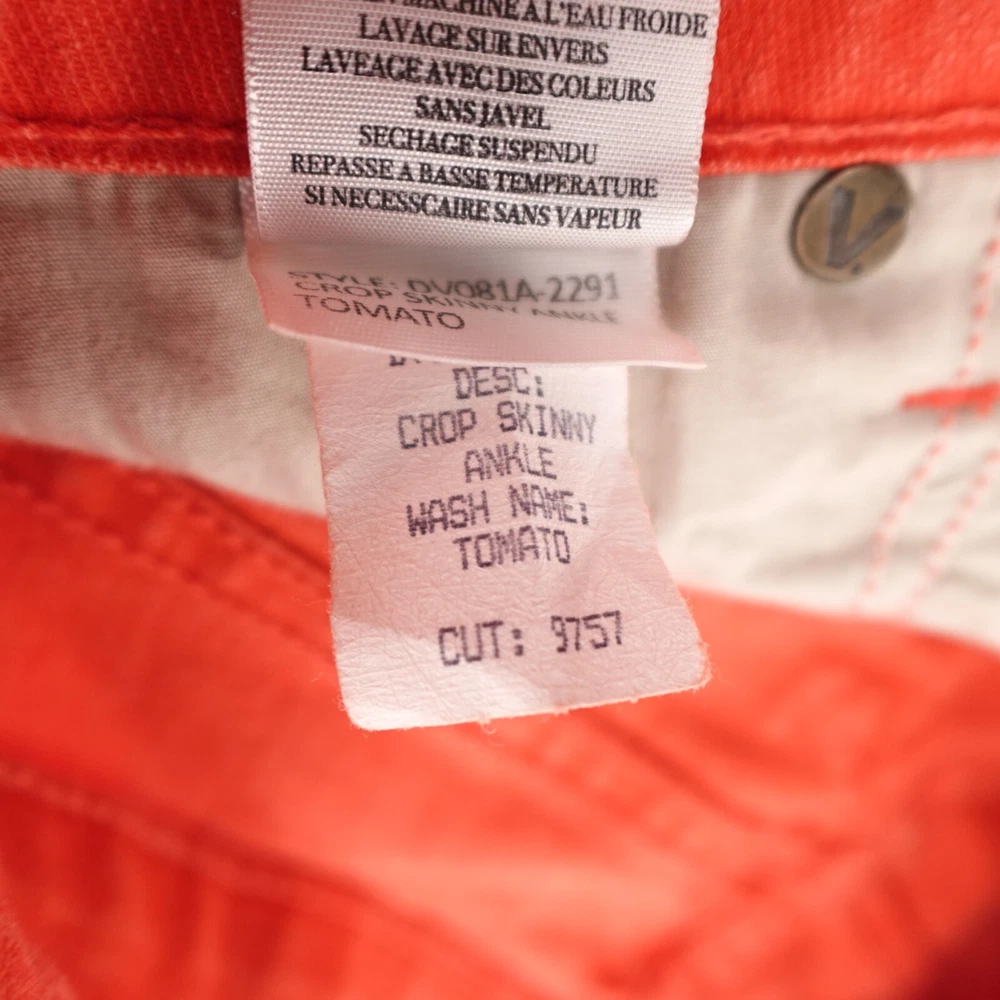 MACHINE A L'EAU FROIDE
LAVAGE SUR ENVERS
LAVEAGE AVEC DES COLEURS
SANS JAVEL
SECHAGE SUSPENDU
REPASSE A BASSE TEMPERATURE
SI NECESSCAIRE SANS VAPEUR
V.
STYLE: DV081A-2291
CROP SKINNY ANKLE
TOMATO
DESC:
CROP SKINNY
ANKLE
WASH NAME:
TOMATO
CUT: 9757